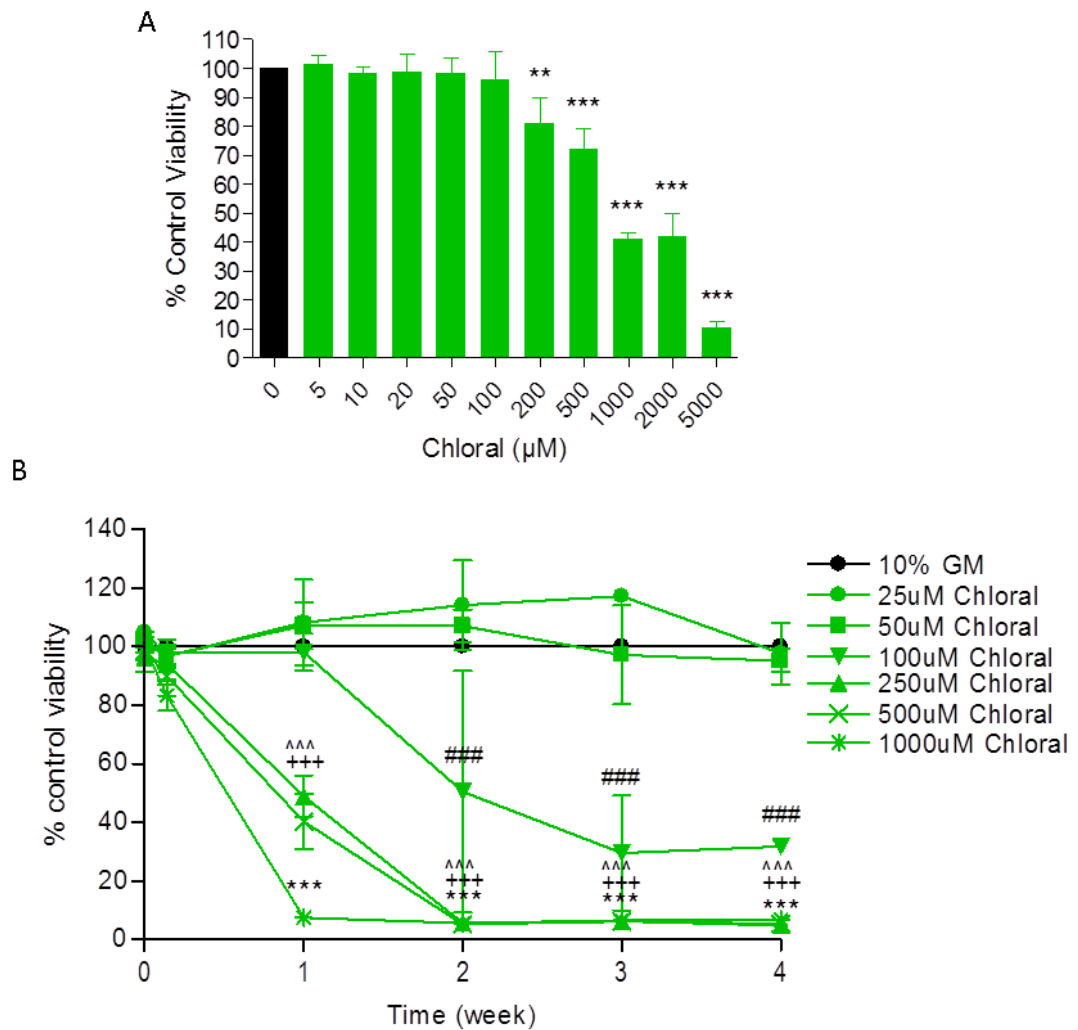 A
110
100
90
80
70
60
50
40
30
20
10
0
% Control Viability
**
***
***
***
***
0 5 10 20 50 100 200 500 1000 2000 5000
Chloral (µM)
B
140
120
100
80
60
40
20
0
% control viability
^^^
+++
***
###
^^^
+++
***
###
^^^
+++
***
###
^^^
+++
***
0 1 2 3 4
Time (week)
10% GM
25uM Chloral
50uM Chloral
100uM Chloral
250uM Chloral
500uM Chloral
1000uM Chloral